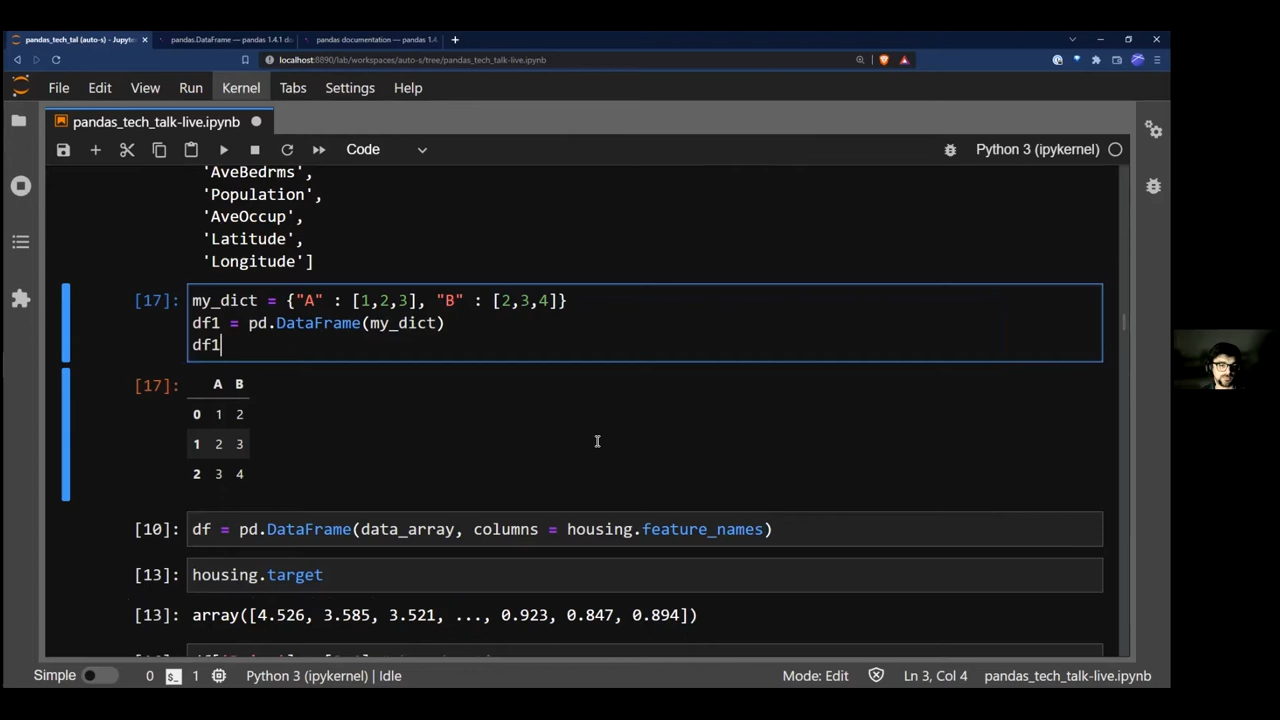 pandas_tech_tal (auto-s) - Jupyte
pandas.DataFrame — pandas 1.4.1 do
pandas documentation — pandas 1.4.
localhost:8890/lab/workspaces/auto-s/tree/pandas_tech_talk-live.ipynb
File Edit View Run Kernel Tabs Settings Help
pandas_tech_talk-live.ipynb
Code
Python 3 (ipykernel)
'AveBedrms',
'Population',
'AveOccup',
'Latitude',
'Longitude']
[17]: my_dict = {"A" : [1,2,3], "B" : [2,3,4]}
df1 = pd.DataFrame(my_dict)
df1
[17]: A B
0 1 2
1 2 3
2 3 4
[10]: df = pd.DataFrame(data_array, columns = housing.feature_names)
[13]: housing.target
[13]: array([4.526, 3.585, 3.521, ..., 0.923, 0.847, 0.894])
Simple 0 $_ 1 Python 3 (ipykernel) | Idle Mode: Edit Ln 3, Col 4 pandas_tech_talk-live.ipynb